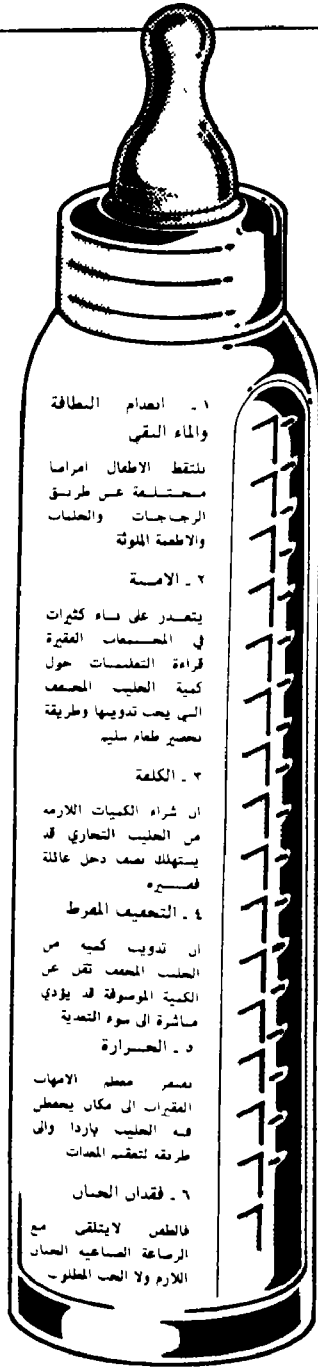 ١ ـ انعدام النظافة
والماء النقي
يلتقط الاطفال امراضا
مختلفة عن طريق
الزجاجات والحلمات
والاطعمة الملوثة
٢ ـ الامية
يتعذر على نساء كثيرات
في المجتمعات الفقيرة
قراءة التعليمات حول
كمية الحليب المجفف
التي يجب تذويبها وطريقة
تحضير طعام سليم
٣ ـ الكلفة
ان شراء الكميات اللازمة
من الحليب التجاري قد
يستهلك نصف دخل عائلة
فقيرة
٤ ـ التخفيف المفرط
ان تذويب كمية من
الحليب المجفف تقل عن
الكمية الموصوفة قد يؤدي
مباشرة الى سوء التغذية
٥ ـ الحرارة
تفتقر معظم الامهات
الفقيرات الى مكان يحفظن
فيه الحليب باردا والى
طريقة لتعقيم المعدات
٦ ـ فقدان الحنان
فالطفل لايتلقى مع
الرضاعة الصناعية الحنان
اللازم ولا الحب المطلوب